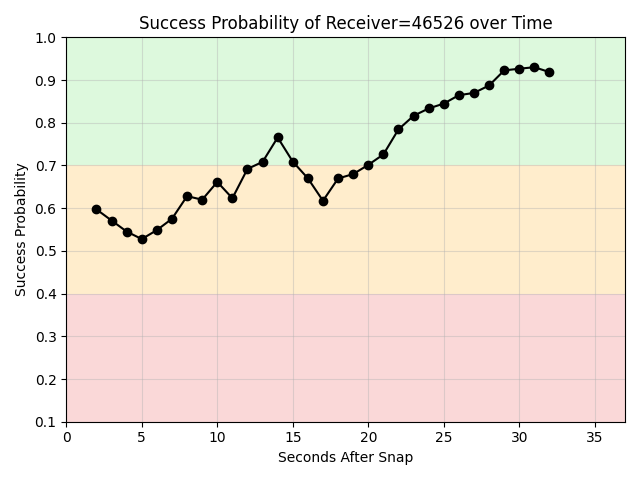 Success Probability of Receiver=46526 over Time
1.0
0.9
0.8
0.7
0.6
0.5
0.4
0.3
0.2
0.1
Success Probability
0 5 10 15 20 25 30 35
Seconds After Snap